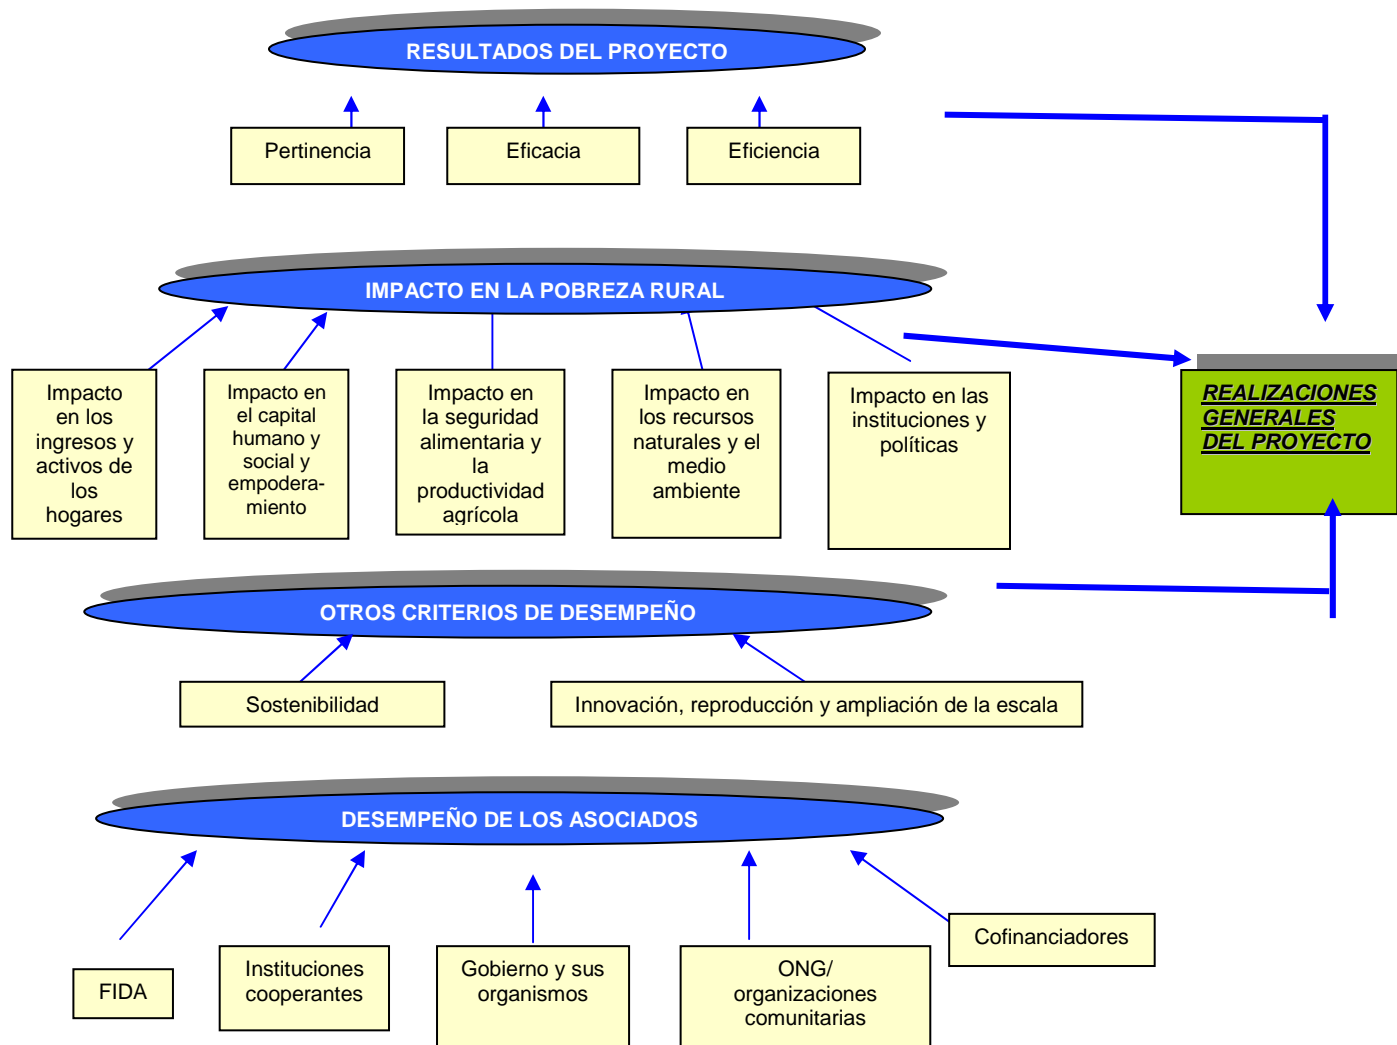 RESULTADOS DEL PROYECTO
Pertinencia
Eficacia
Eficiencia
IMPACTO EN LA POBREZA RURAL
Impacto
en los
ingresos y
activos de
los
hogares
Impacto en
el capital
humano y
social y
empodera-
miento
Impacto en
la seguridad
alimentaria y
la
productividad
agrícola
Impacto en
los recursos
naturales y el
medio
ambiente
Impacto en las
instituciones y
políticas
REALIZACIONES
GENERALES
DEL PROYECTO
OTROS CRITERIOS DE DESEMPEÑO
Sostenibilidad
Innovación, reproducción y ampliación de la escala
DESEMPEÑO DE LOS ASOCIADOS
FIDA
Instituciones
cooperantes
Gobierno y sus
organismos
ONG/
organizaciones
comunitarias
Cofinanciadores